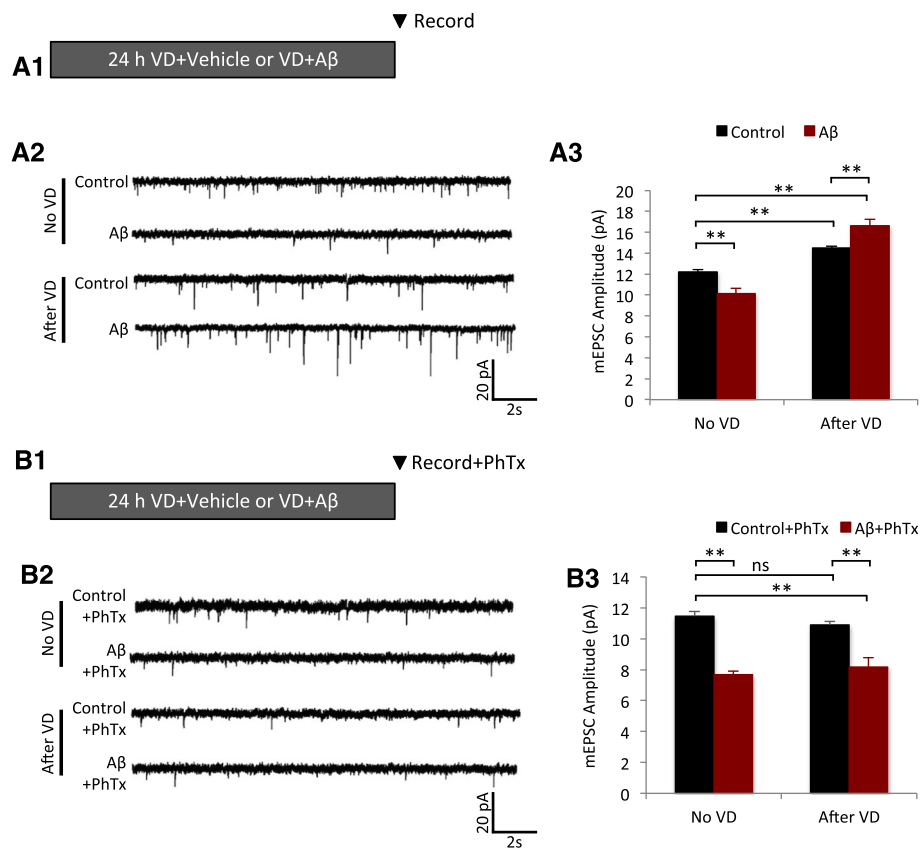 Record
A1
24 h VD+Vehicle or VD+Aβ
A2
No VD
Control
Aβ
After VD
Control
Aβ
20 pA
2s
A3
Control
Aβ
**
**
**
**
mEPSC Amplitude (pA)
20
18
16
14
12
10
8
6
4
2
0
No VD
After VD
B1
Record+PhTx
24 h VD+Vehicle or VD+Aβ
B2
No VD
Control
+PhTx
Aβ
+PhTx
After VD
Control
+PhTx
Aβ
+PhTx
20 pA
2s
B3
Control+PhTx
Aβ+PhTx
**
**
ns
**
mEPSC Amplitude (pA)
14
12
10
8
6
4
2
0
No VD
After VD